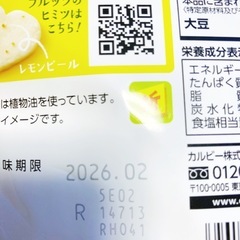 ヒミツは
こちら!
レモンピール
は植物油を使っています。
イメージです。
味期限
2026.02
5E02
R 14713
RH041
大豆
栄養成分表示
エネルギー
たんぱく質
脂
炭水化
食塩相当
カルビー株式会
0120
〒100-0005 東